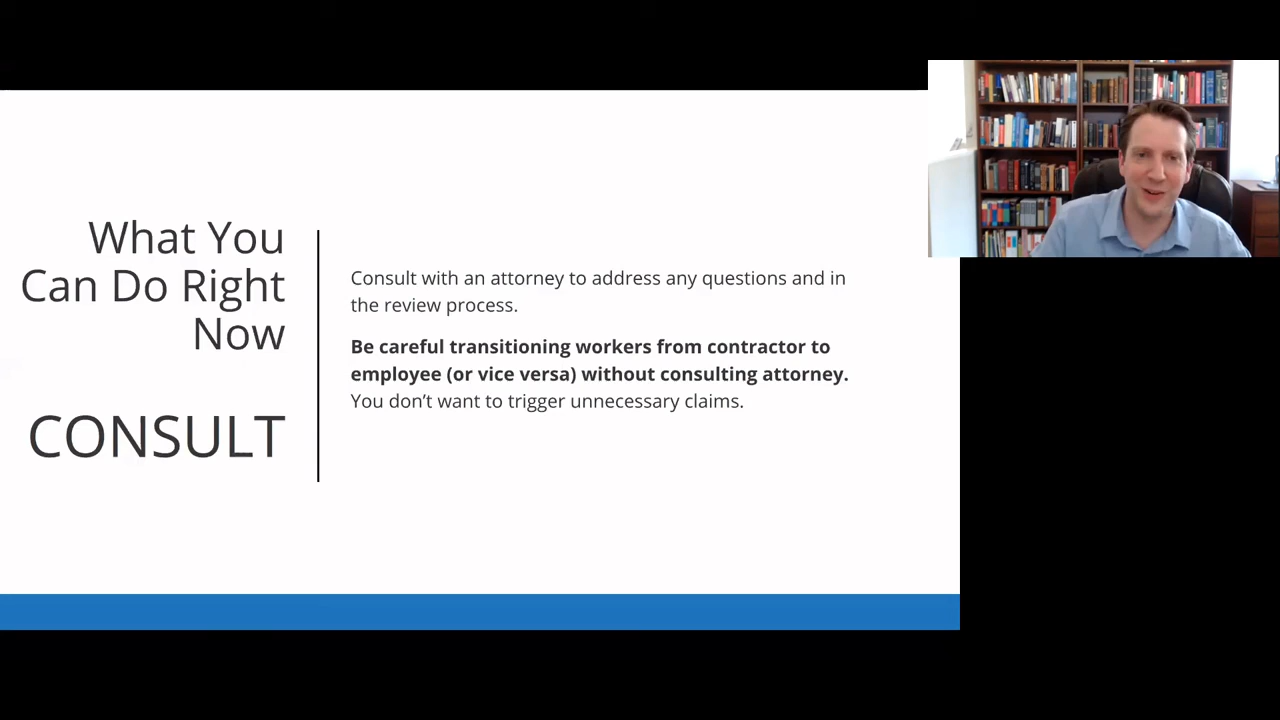 What You
Can Do Right
Now
CONSULT
Consult with an attorney to address any questions and in
the review process.
Be careful transitioning workers from contractor to
employee (or vice versa) without consulting attorney.
You don’t want to trigger unnecessary claims.